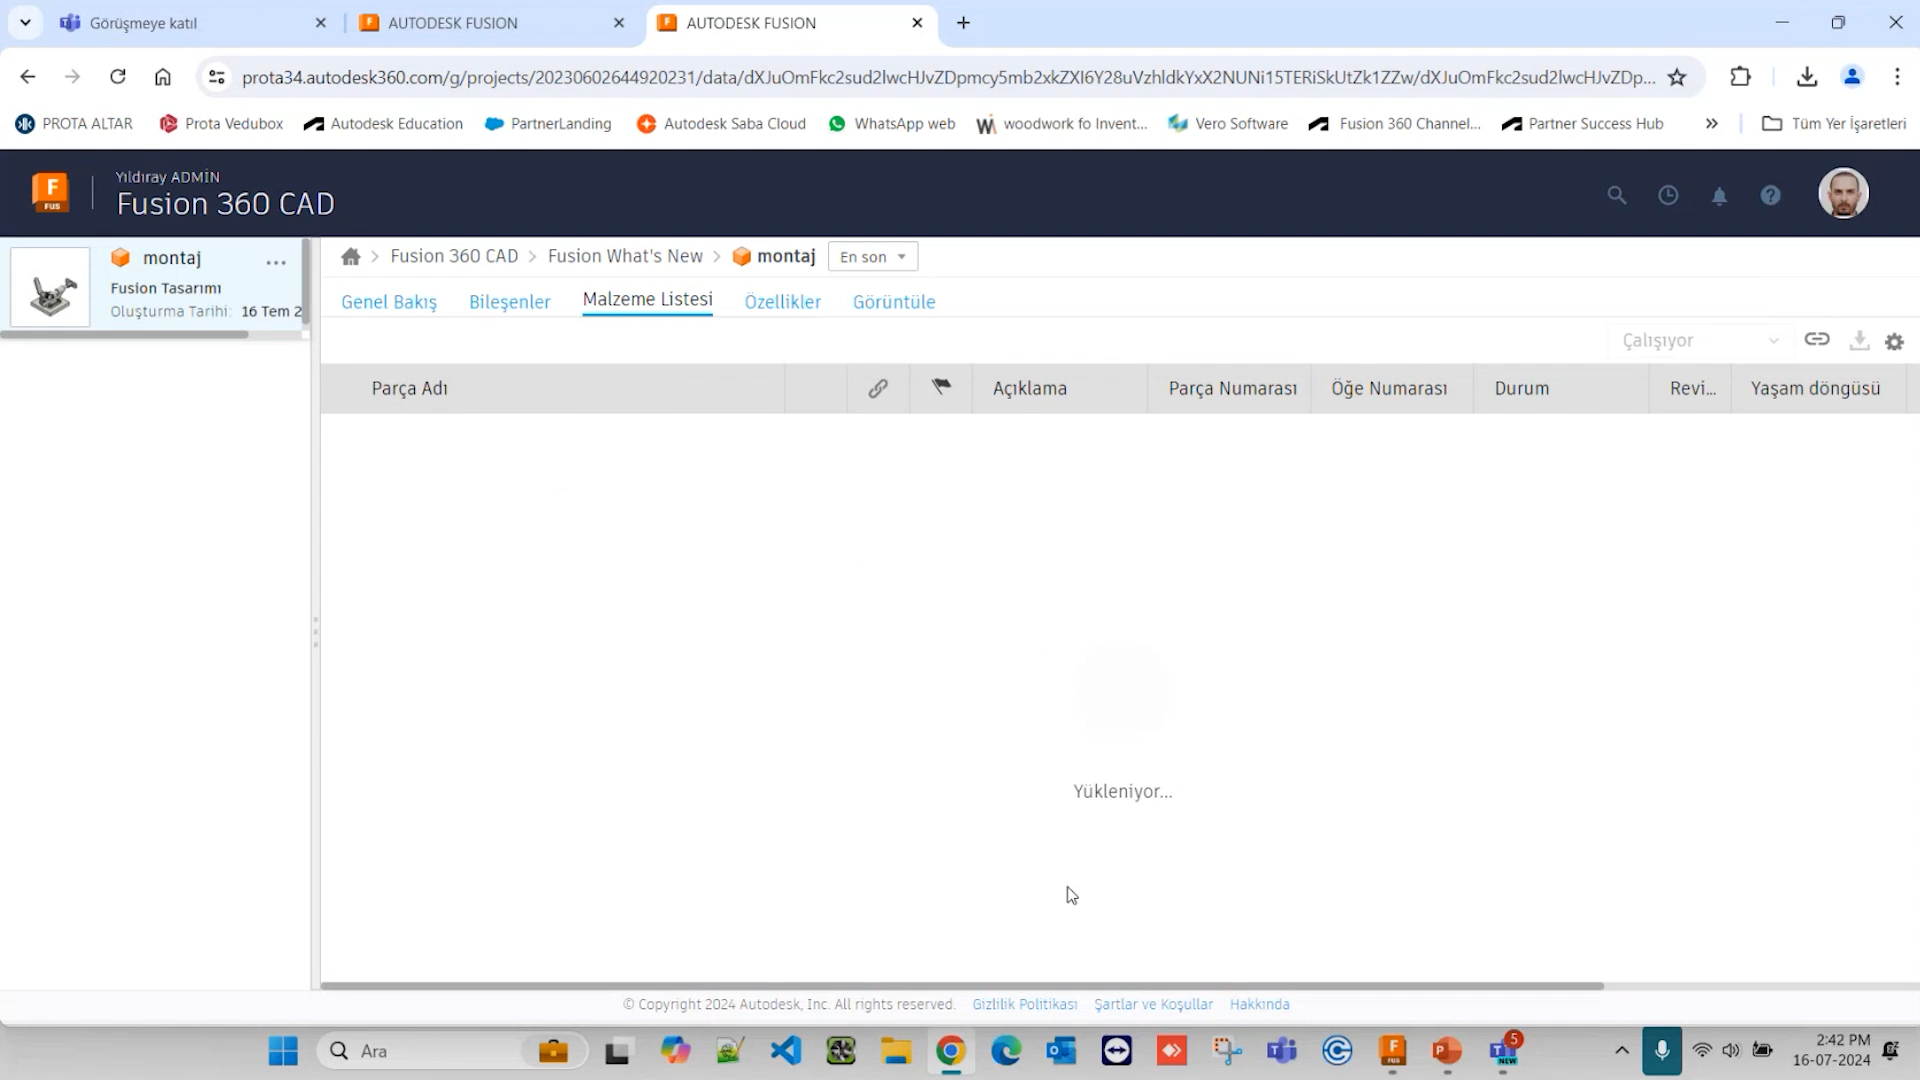 Görüşmeye katıl
AUTODESK FUSION
AUTODESK FUSION
prota34.autodesk360.com/g/projects/20230602644920231/data/dXJuOmFkc2sud2lwcHJvZDpmcy5mb2xkZXI6Y28uVzhldkYxX2NUNi15TERiSkUtZk1ZZw/dXJuOmFkc2sud2lwcHJvZDp...
PROTA ALTAR
Prota Vedubox
Autodesk Education
PartnerLanding
Autodesk Saba Cloud
WhatsApp web
woodwork fo Invent...
Vero Software
Fusion 360 Channel...
Partner Success Hub
Tüm Yer İşaretleri
F
FUS
Yıldıray ADMİN
Fusion 360 CAD
montaj
Fusion Tasarımı
Oluşturma Tarihi: 16 Tem 2
Fusion 360 CAD > Fusion What's New > montaj
En son
Genel Bakış
Bileşenler
Malzeme Listesi
Özellikler
Görüntüle
Çalışıyor
Parça Adı
Açıklama
Parça Numarası
Öğe Numarası
Durum
Revi...
Yaşam döngüsü
Yükleniyor...
© Copyright 2024 Autodesk, Inc. All rights reserved. Gizlilik Politikası Şartlar ve Koşullar Hakkında
Ara
F
FUS
P
5
NEW
2:42 PM
16-07-2024